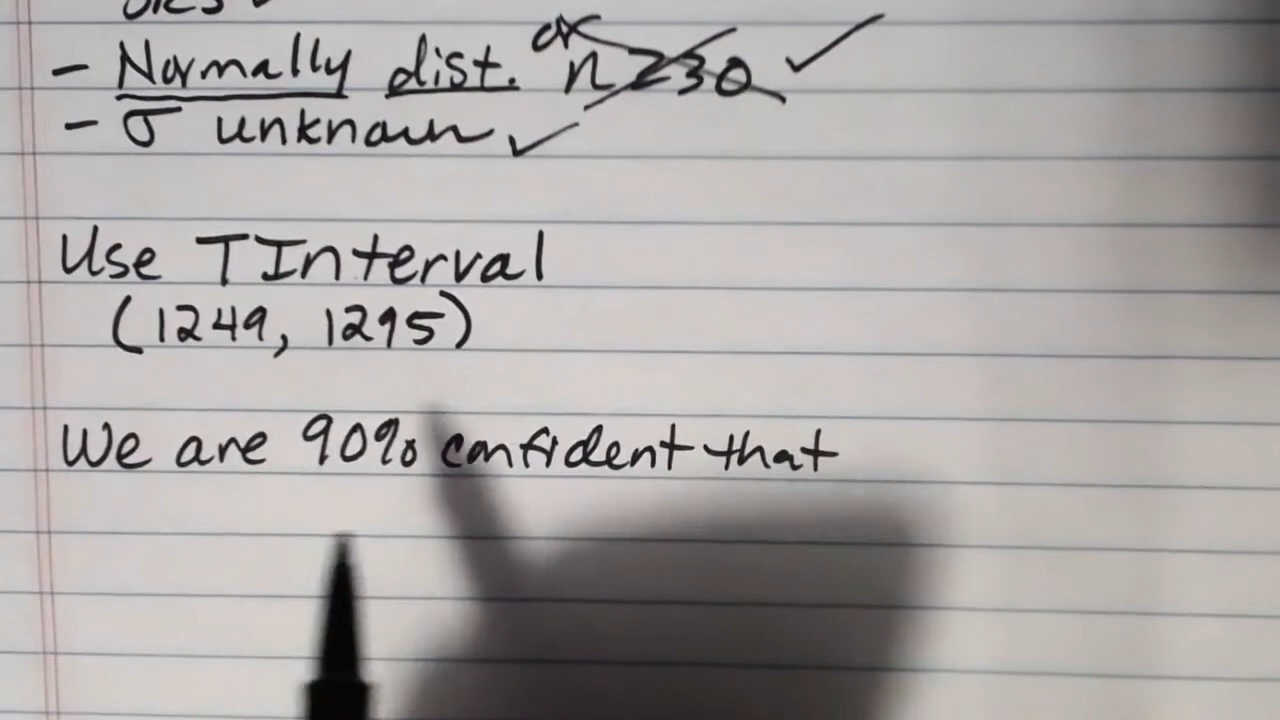 - Normally dist. or n ≥ 30 ✓
- σ unknown ✓
Use TInterval
(1249, 1295)
We are 90% confident that